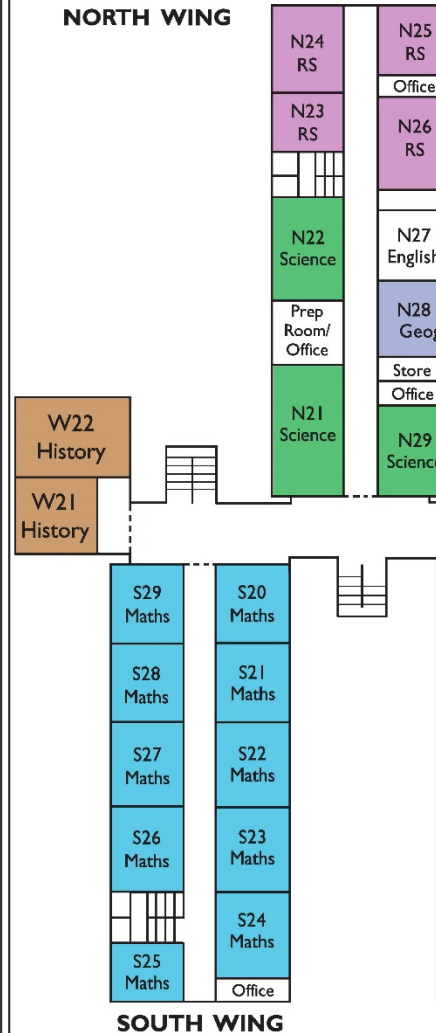 NORTH WING
N24
RS
N23
RS
N22
Science
Prep
Room/
Office
N21
Science
N25
RS
Office
N26
RS
N27
English
N28
Geog
Store
Office
N29
Science
W22
History
W21
History
S29
Maths
S28
Maths
S27
Maths
S26
Maths
S25
Maths
S20
Maths
S21
Maths
S22
Maths
S23
Maths
S24
Maths
Office
SOUTH WING